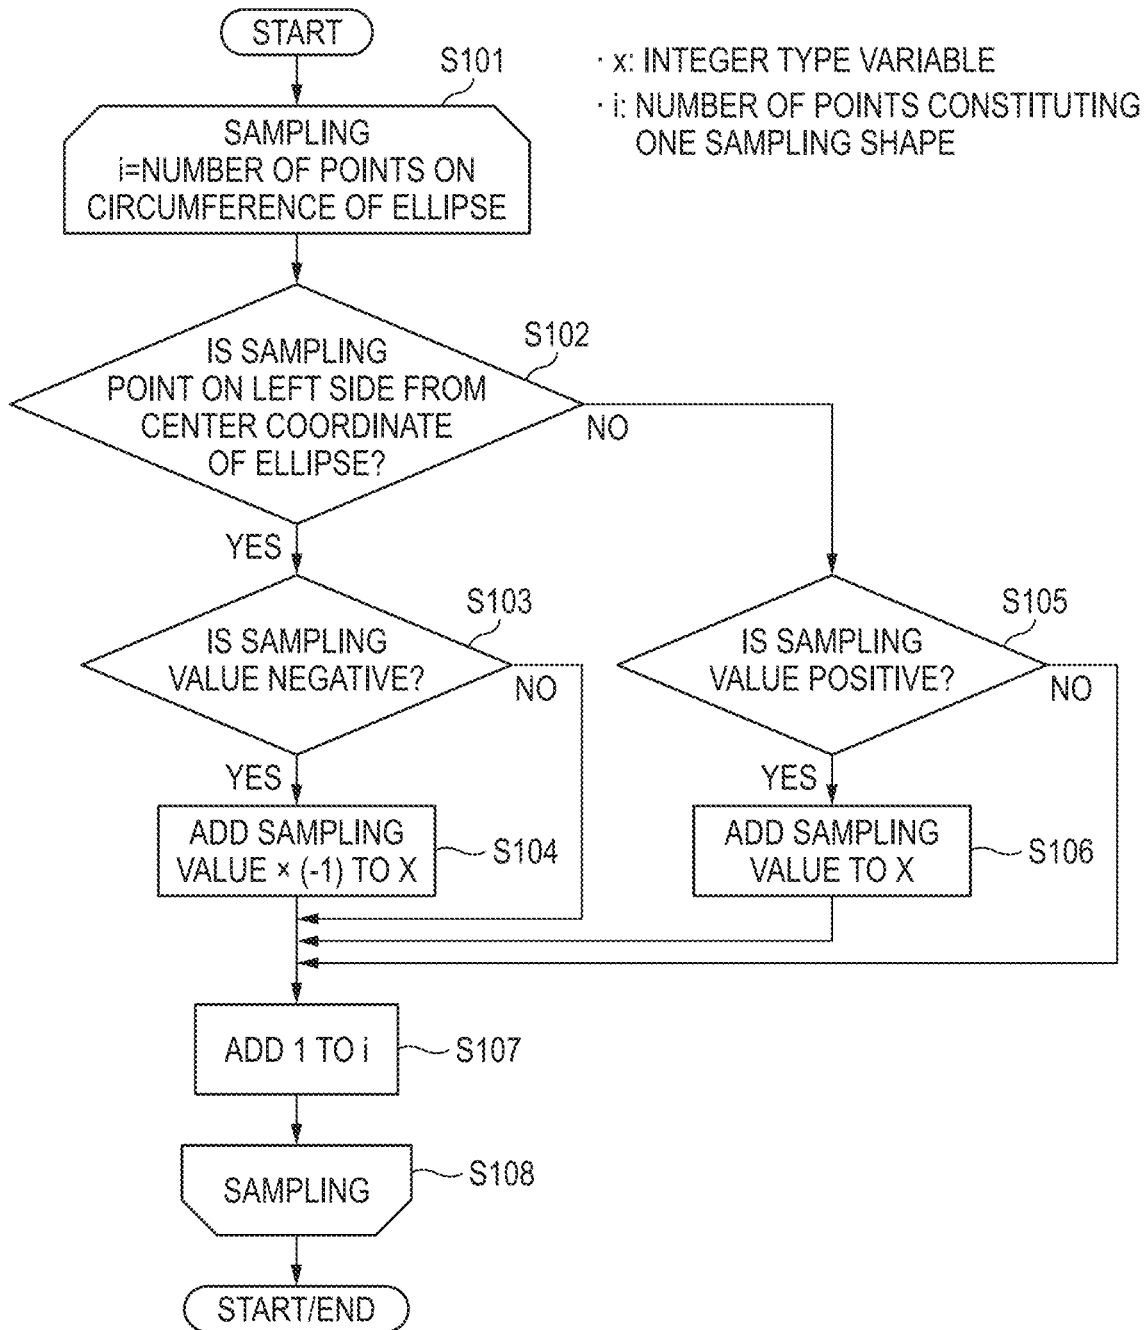 START
S101
· x: INTEGER TYPE VARIABLE
· i: NUMBER OF POINTS CONSTITUTING
ONE SAMPLING SHAPE
SAMPLING
i=NUMBER OF POINTS ON
CIRCUMFERENCE OF ELLIPSE
S102
IS SAMPLING
POINT ON LEFT SIDE FROM
CENTER COORDINATE
OF ELLIPSE?
NO
YES
S103
IS SAMPLING
VALUE NEGATIVE?
NO
S105
IS SAMPLING
VALUE POSITIVE?
NO
YES
ADD SAMPLING
VALUE × (-1) TO X
S104
YES
ADD SAMPLING
VALUE TO X
S106
ADD 1 TO i
S107
SAMPLING
S108
START/END